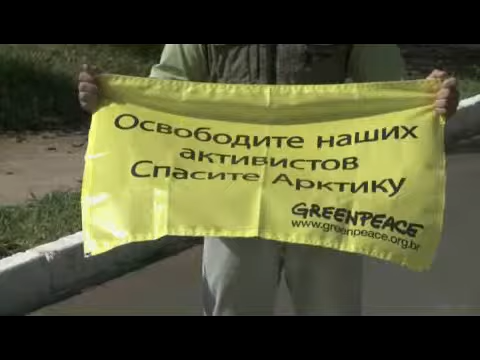 Освободите наших
активистов
Спасите Арктику
GREENPEACE
www.greenpeace.org.br